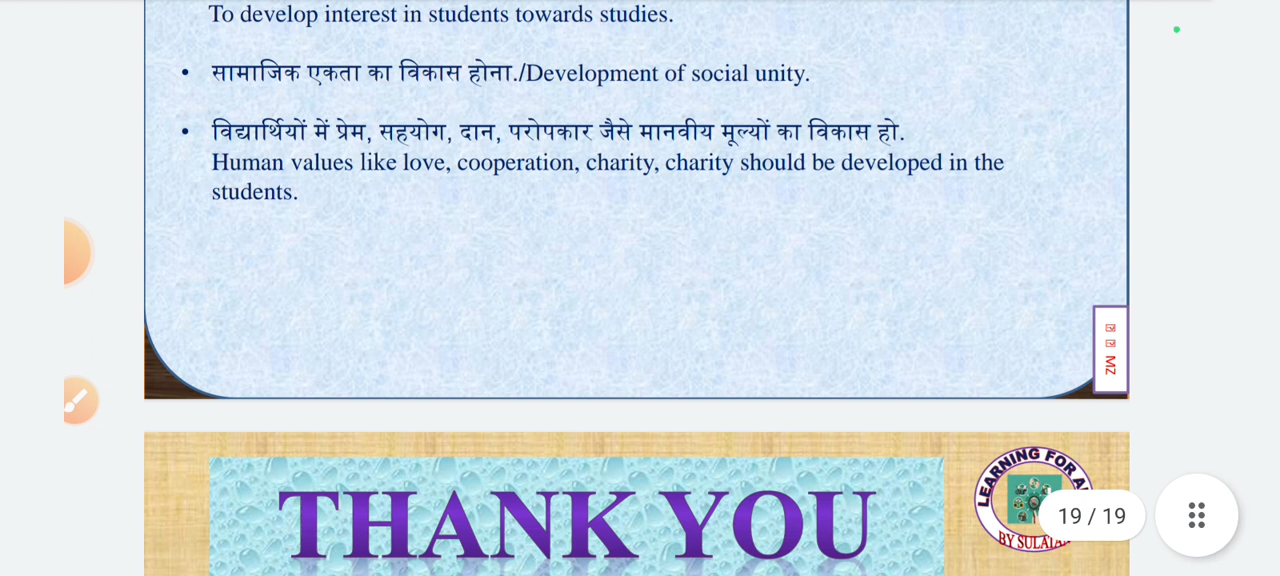 To develop interest in students towards studies.
• सामाजिक एकता का विकास होना./Development of social unity.
• विद्यार्थियों में प्रेम, सहयोग, दान, परोपकार जैसे मानवीय मूल्यों का विकास हो.
Human values like love, cooperation, charity, charity should be developed in the
students.
MZ
THANK YOU
LEARNING FOR
BY
19 / 19